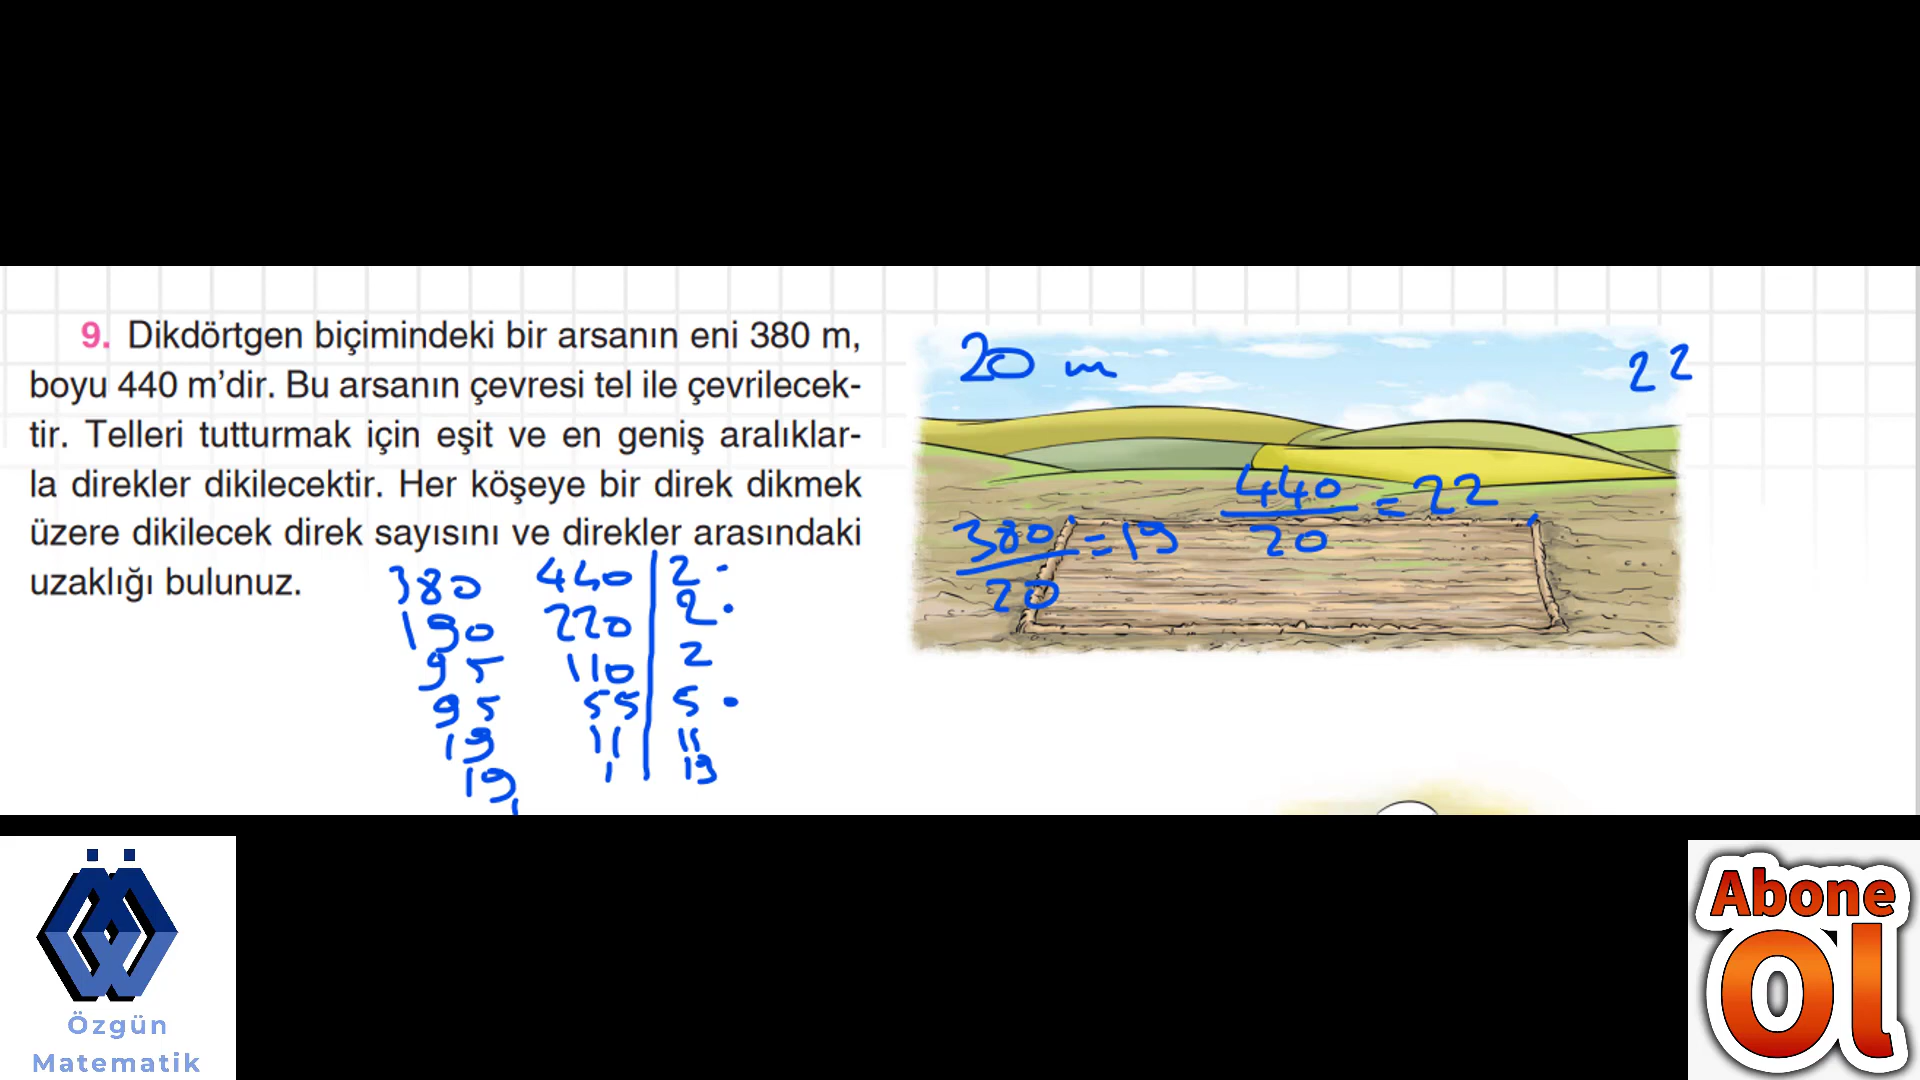 9. Dikdörtgen biçimindeki bir arsanın eni 380 m,
boyu 440 m'dir. Bu arsanın çevresi tel ile çevrilecek-
tir. Telleri tutturmak için eşit ve en geniş aralıklar-
la direkler dikilecektir. Her köşeye bir direk dikmek
üzere dikilecek direk sayısını ve direkler arasındaki
uzaklığı bulunuz.
380 440 | 2
190 220 | 2
95 110 | 2
95 55 | 5
19 11 | 11
19 1 | 19
1
20 m
22
440/20 = 22
380/20 = 19
Özgün
Matematik
Abone
Ol